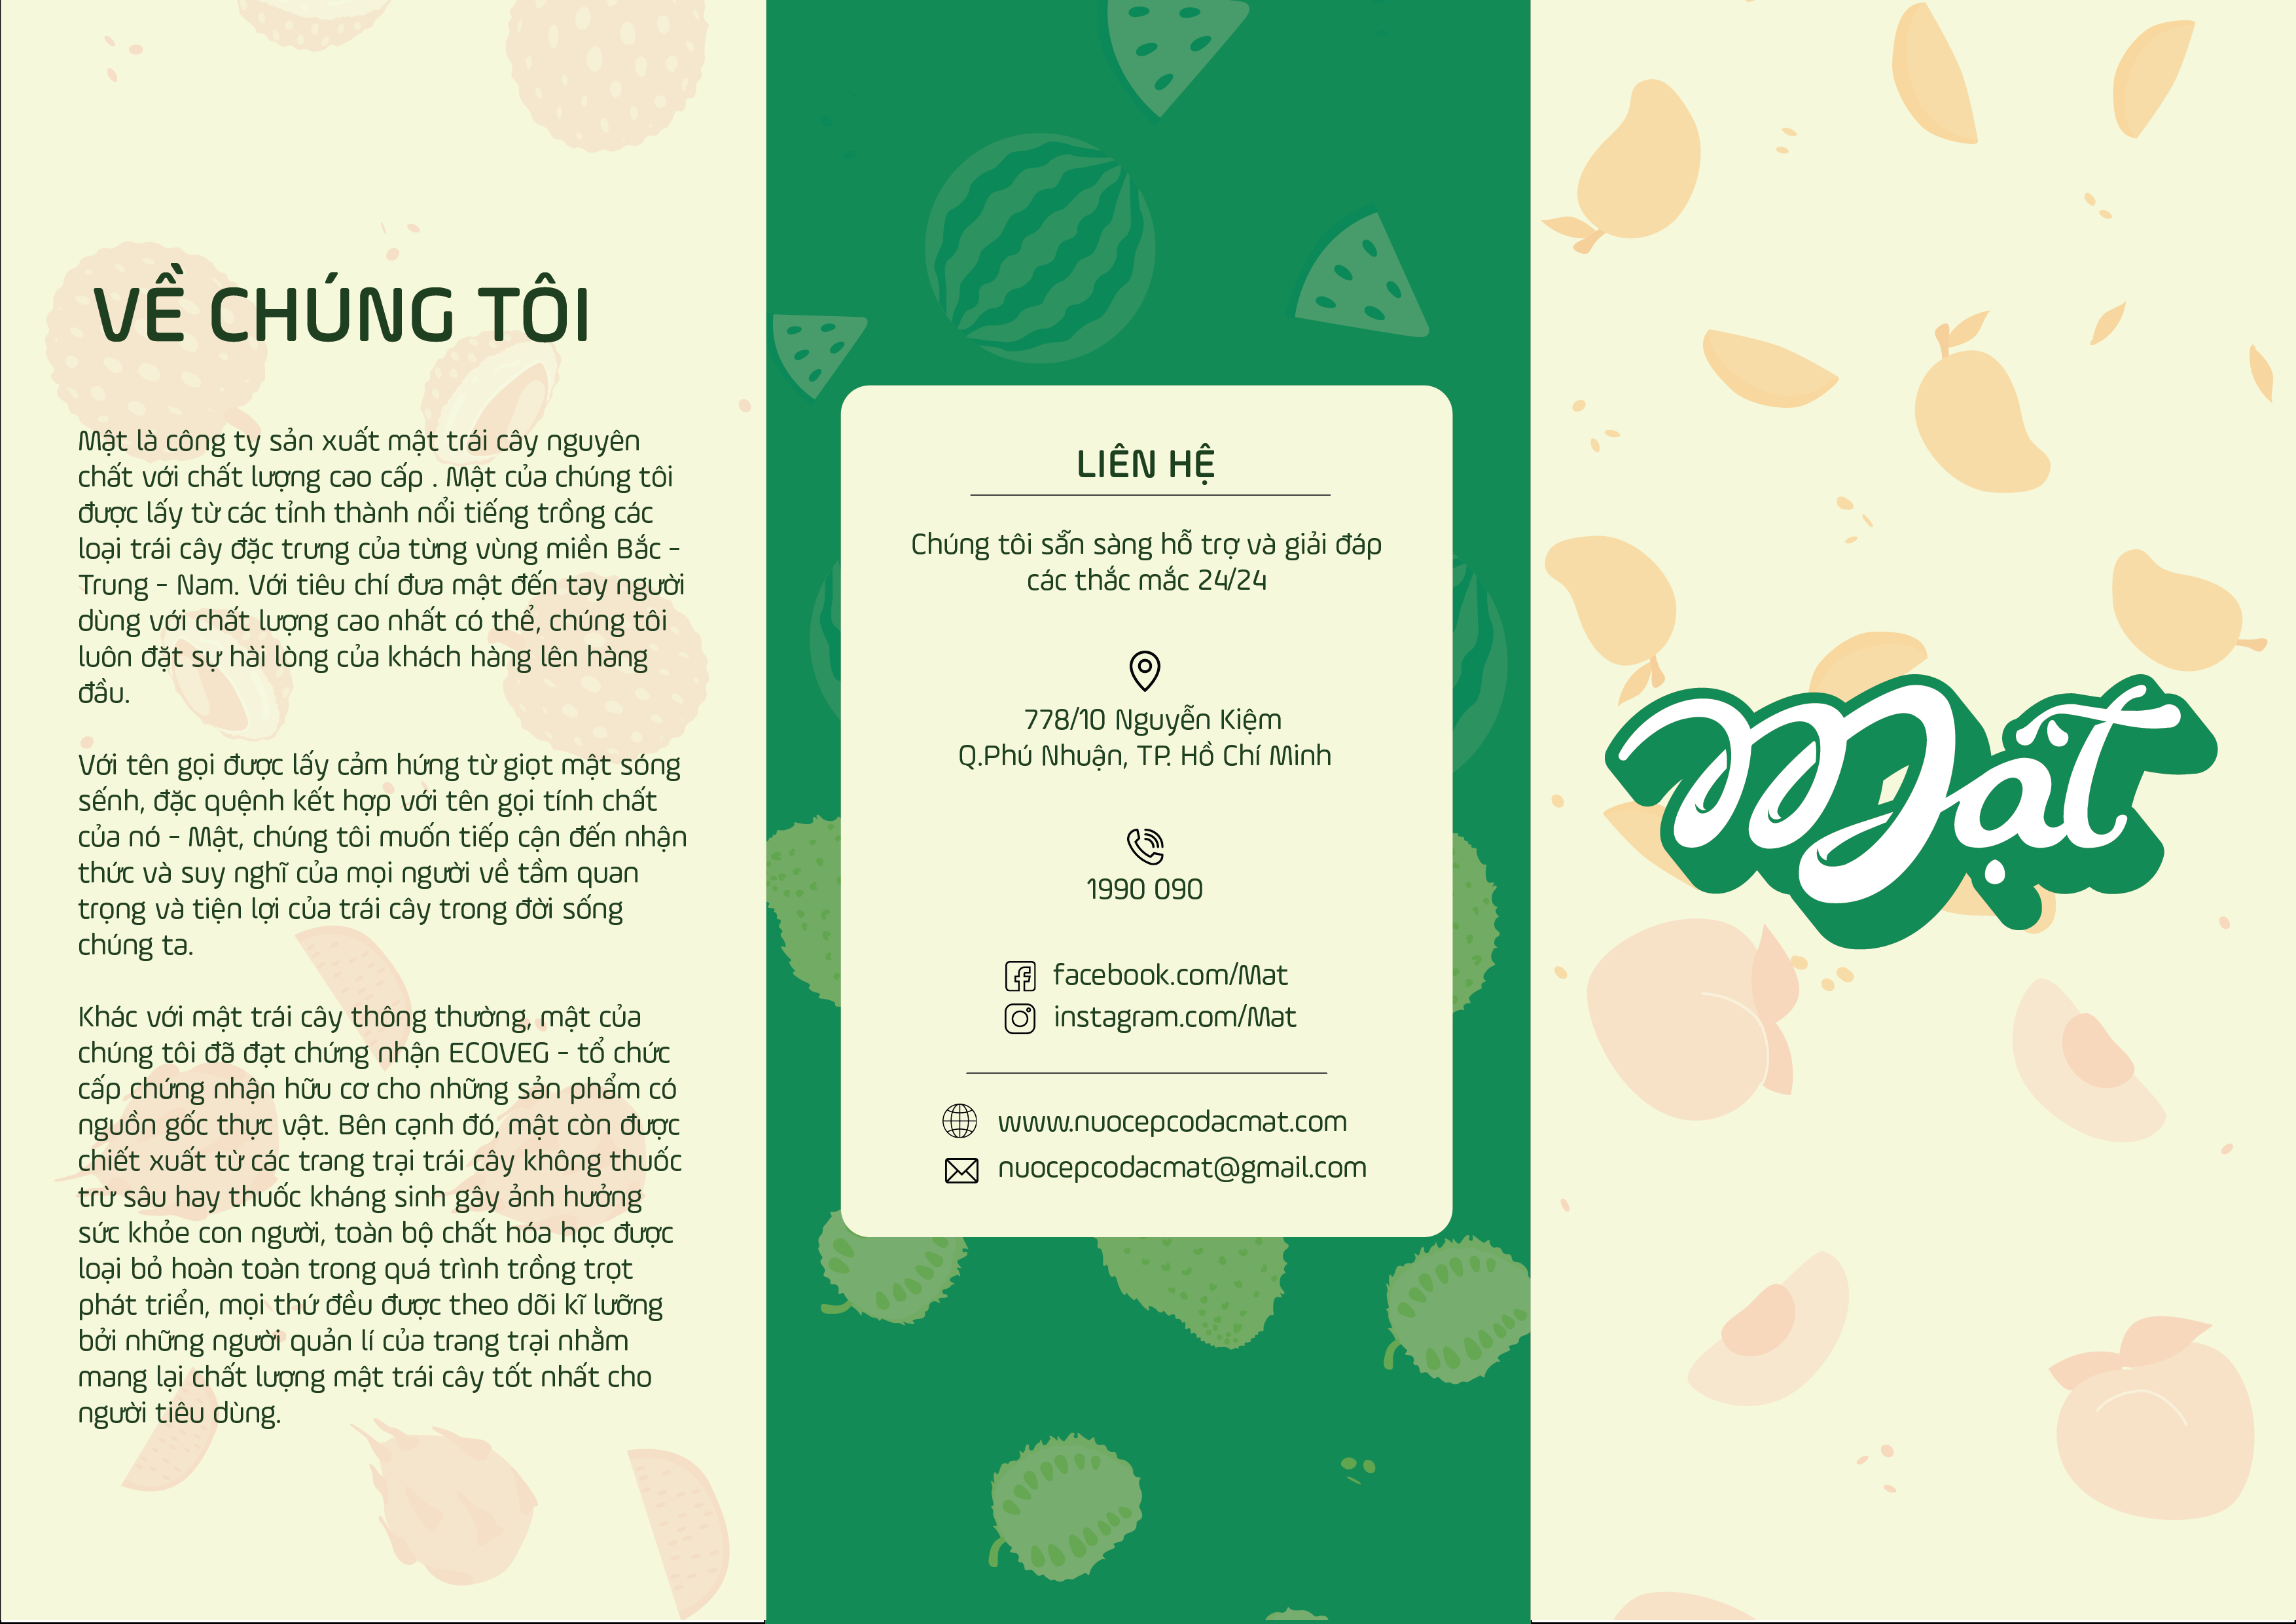 VỀ CHÚNG TÔI
Mật là công ty sản xuất mật trái cây nguyên
chất với chất lượng cao cấp . Mật của chúng tôi
được lấy từ các tỉnh thành nổi tiếng trồng các
loại trái cây đặc trưng của từng vùng miền Bắc -
Trung - Nam. Với tiêu chí đưa mật đến tay người
dùng với chất lượng cao nhất có thể, chúng tôi
luôn đặt sự hài lòng của khách hàng lên hàng
đầu.
Với tên gọi được lấy cảm hứng từ giọt mật sóng
sếnh, đặc quệnh kết hợp với tên gọi tính chất
của nó - Mật, chúng tôi muốn tiếp cận đến nhận
thức và suy nghĩ của mọi người về tầm quan
trọng và tiện lợi của trái cây trong đời sống
chúng ta.
Khác với mật trái cây thông thường, mật của
chúng tôi đã đạt chứng nhận ECOVEG - tổ chức
cấp chứng nhận hữu cơ cho những sản phẩm có
nguồn gốc thực vật. Bên cạnh đó, mật còn được
chiết xuất từ các trang trại trái cây không thuốc
trừ sâu hay thuốc kháng sinh gây ảnh hưởng
sức khỏe con người, toàn bộ chất hóa học được
loại bỏ hoàn toàn trong quá trình trồng trọt
phát triển, mọi thứ đều được theo dõi kĩ lưỡng
bởi những người quản lí của trang trại nhằm
mang lại chất lượng mật trái cây tốt nhất cho
người tiêu dùng.
LIÊN HỆ
Chúng tôi sẵn sàng hỗ trợ và giải đáp
các thắc mắc 24/24
778/10 Nguyễn Kiệm
Q.Phú Nhuận, TP. Hồ Chí Minh
1990 090
facebook.com/Mat
instagram.com/Mat
www.nuocepcodacmat.com
nuocepcodacmat@gmail.com
Mật